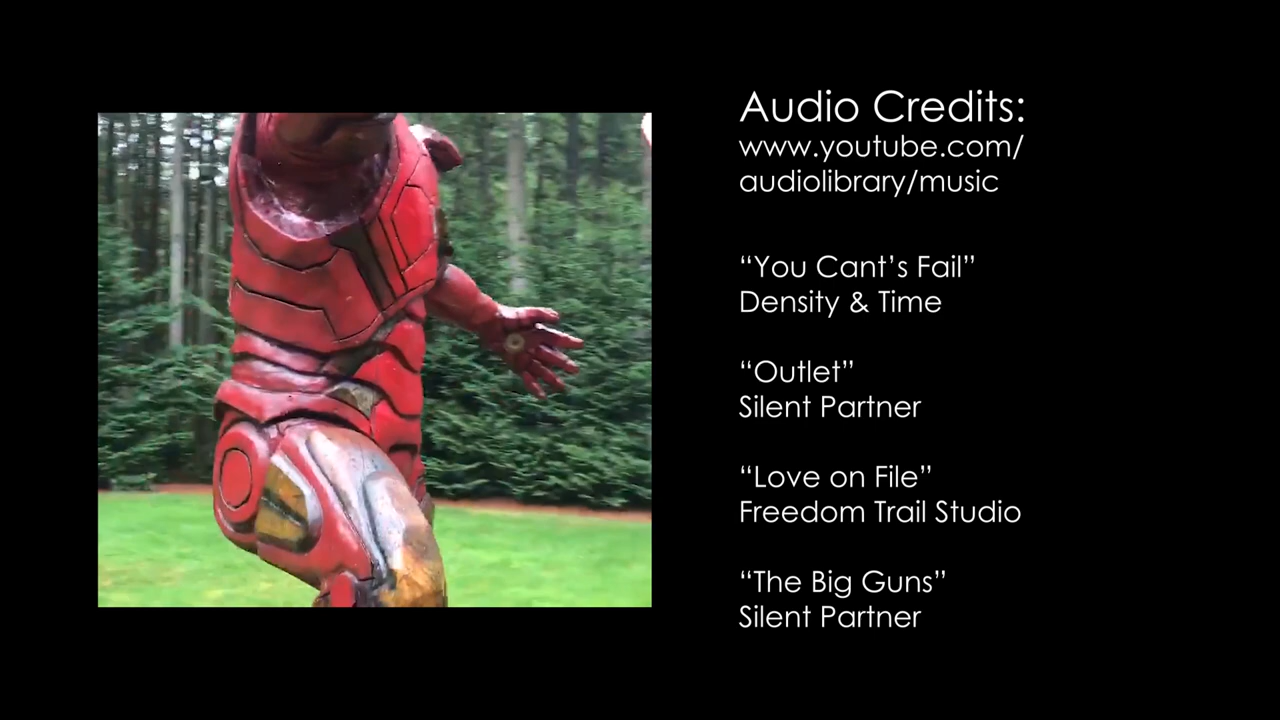 Audio Credits:
www.youtube.com/
audiolibrary/music
“You Cant’s Fail”
Density & Time
“Outlet”
Silent Partner
“Love on File”
Freedom Trail Studio
“The Big Guns”
Silent Partner